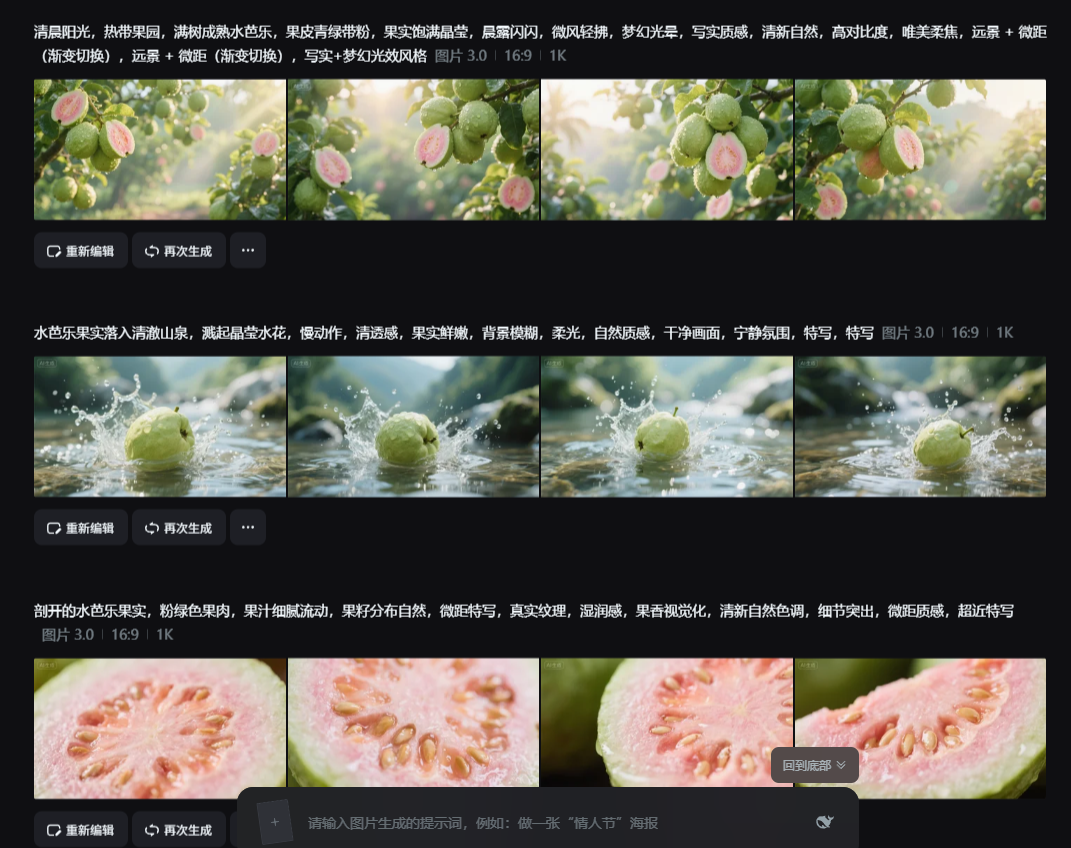 清晨阳光，热带果园，满树成熟水芭乐，果皮青绿带粉，果实饱满晶莹，晨露闪闪，微风轻拂，梦幻光晕，写实质感，清新自然，高对比度，唯美柔焦，远景 + 微距
（渐变切换），远景 + 微距（渐变切换），写实+梦幻光效风格 图片 3.0 | 16:9 | 1K
重新编辑 再次生成 ···
水芭乐果实落入清澈山泉，溅起晶莹水花，慢动作，清透感，果实鲜嫩，背景模糊，柔光，自然质感，干净画面，宁静氛围，特写，特写 图片 3.0 | 16:9 | 1K
重新编辑 再次生成 ···
剖开的水芭乐果实，粉绿色果肉，果汁细腻流动，果籽分布自然，微距特写，真实纹理，湿润感，果香视觉化，清新自然色调，细节突出，微距质感，超近特写
图片 3.0 | 16:9 | 1K
回到底部
请输入图片生成的提示词，例如：做一张“情人节”海报
重新编辑 再次生成